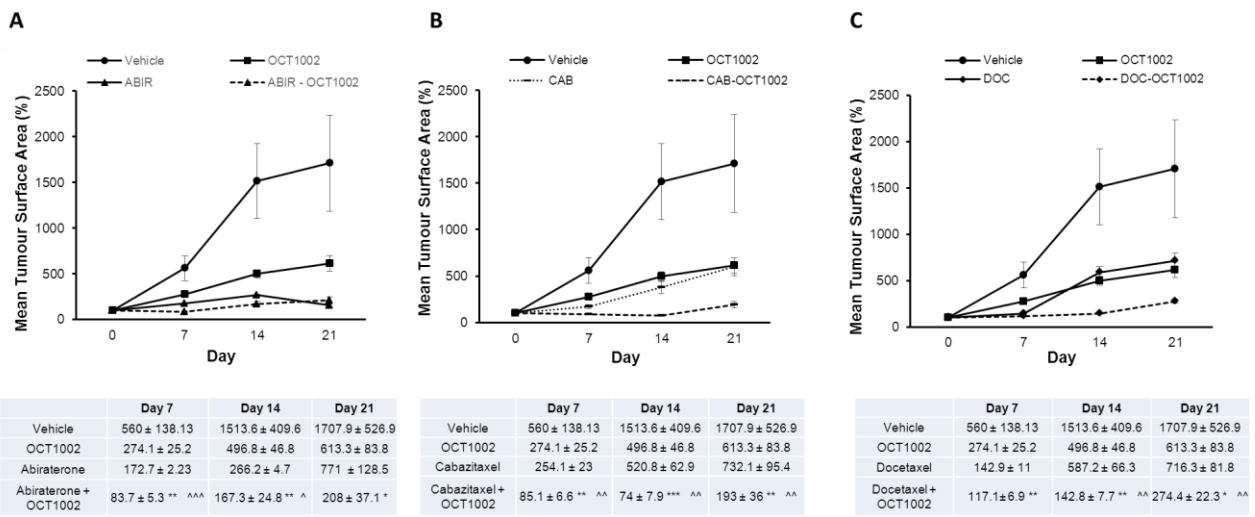 A
B
C
Vehicle OCT1002
ABIR ABIR - OCT1002
Mean Tumour Surface Area (%)
2500
2000
1500
1000
500
0
0 7 14 21
Day
Vehicle OCT1002
CAB CAB-OCT1002
Mean Tumour Surface Area (%)
2500
2000
1500
1000
500
0
0 7 14 21
Day
Vehicle OCT1002
DOC DOC-OCT1002
Mean Tumour Surface Area (%)
2500
2000
1500
1000
500
0
0 7 14 21
Day
Day 7 Day 14 Day 21
Vehicle 560 ± 138.13 1513.6 ± 409.6 1707.9 ± 526.9
OCT1002 274.1 ± 25.2 496.8 ± 46.8 613.3 ± 83.8
Abiraterone 172.7 ± 2.23 266.2 ± 4.7 771 ± 128.5
Abiraterone +
OCT1002 83.7 ± 5.3 ** ^^^ 167.3 ± 24.8 ** ^ 208 ± 37.1 *
Day 7 Day 14 Day 21
Vehicle 560 ± 138.13 1513.6 ± 409.6 1707.9 ± 526.9
OCT1002 274.1 ± 25.2 496.8 ± 46.8 613.3 ± 83.8
Cabazitaxel 254.1 ± 23 520.8 ± 62.9 732.1 ± 95.4
Cabazitaxel +
OCT1002 85.1 ± 6.6 ** ^^ 74 ± 7.9 *** ^^ 193 ± 36 ** ^^
Day 7 Day 14 Day 21
Vehicle 560 ± 138.13 1513.6 ± 409.6 1707.9 ± 526.9
OCT1002 274.1 ± 25.2 496.8 ± 46.8 613.3 ± 83.8
Docetaxel 142.9 ± 11 587.2 ± 66.3 716.3 ± 81.8
Docetaxel +
OCT1002 117.1±6.9 ** 142.8 ± 7.7 ** ^^ 274.4 ± 22.3 * ^^